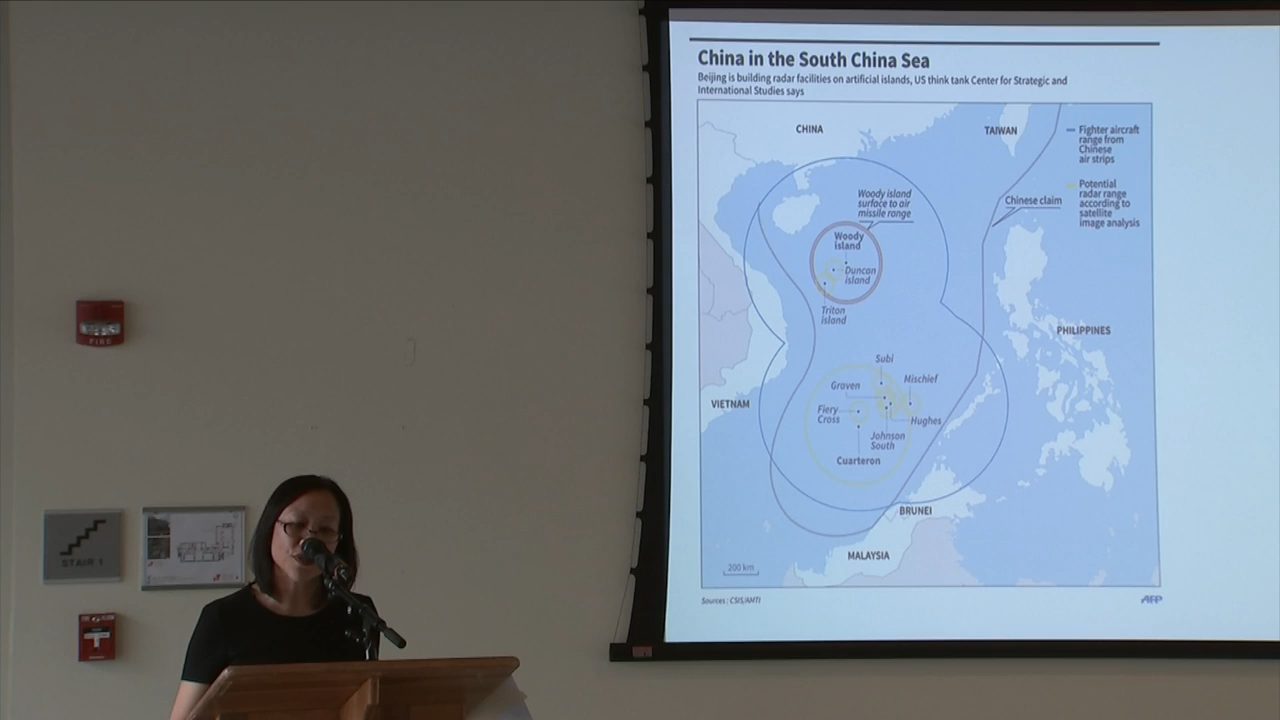 China in the South China Sea
Beijing is building radar facilities on artificial islands, US think tank Center for Strategic and
International Studies says
CHINA
TAIWAN
Fighter aircraft
range from
Chinese
air strips
Potential
radar range
according to
satellite
image analysis
Woody island
surface to air
missile range
Chinese claim
Woody
island
Duncan
island
Triton
island
PHILIPPINES
Subi
Mischief
Graven
VIETNAM
Fiery
Cross
Hughes
Johnson
South
Cuarteron
BRUNEI
MALAYSIA
200 km
Sources : CSIS/AMTI
AFP
FIRE
STAIR 1